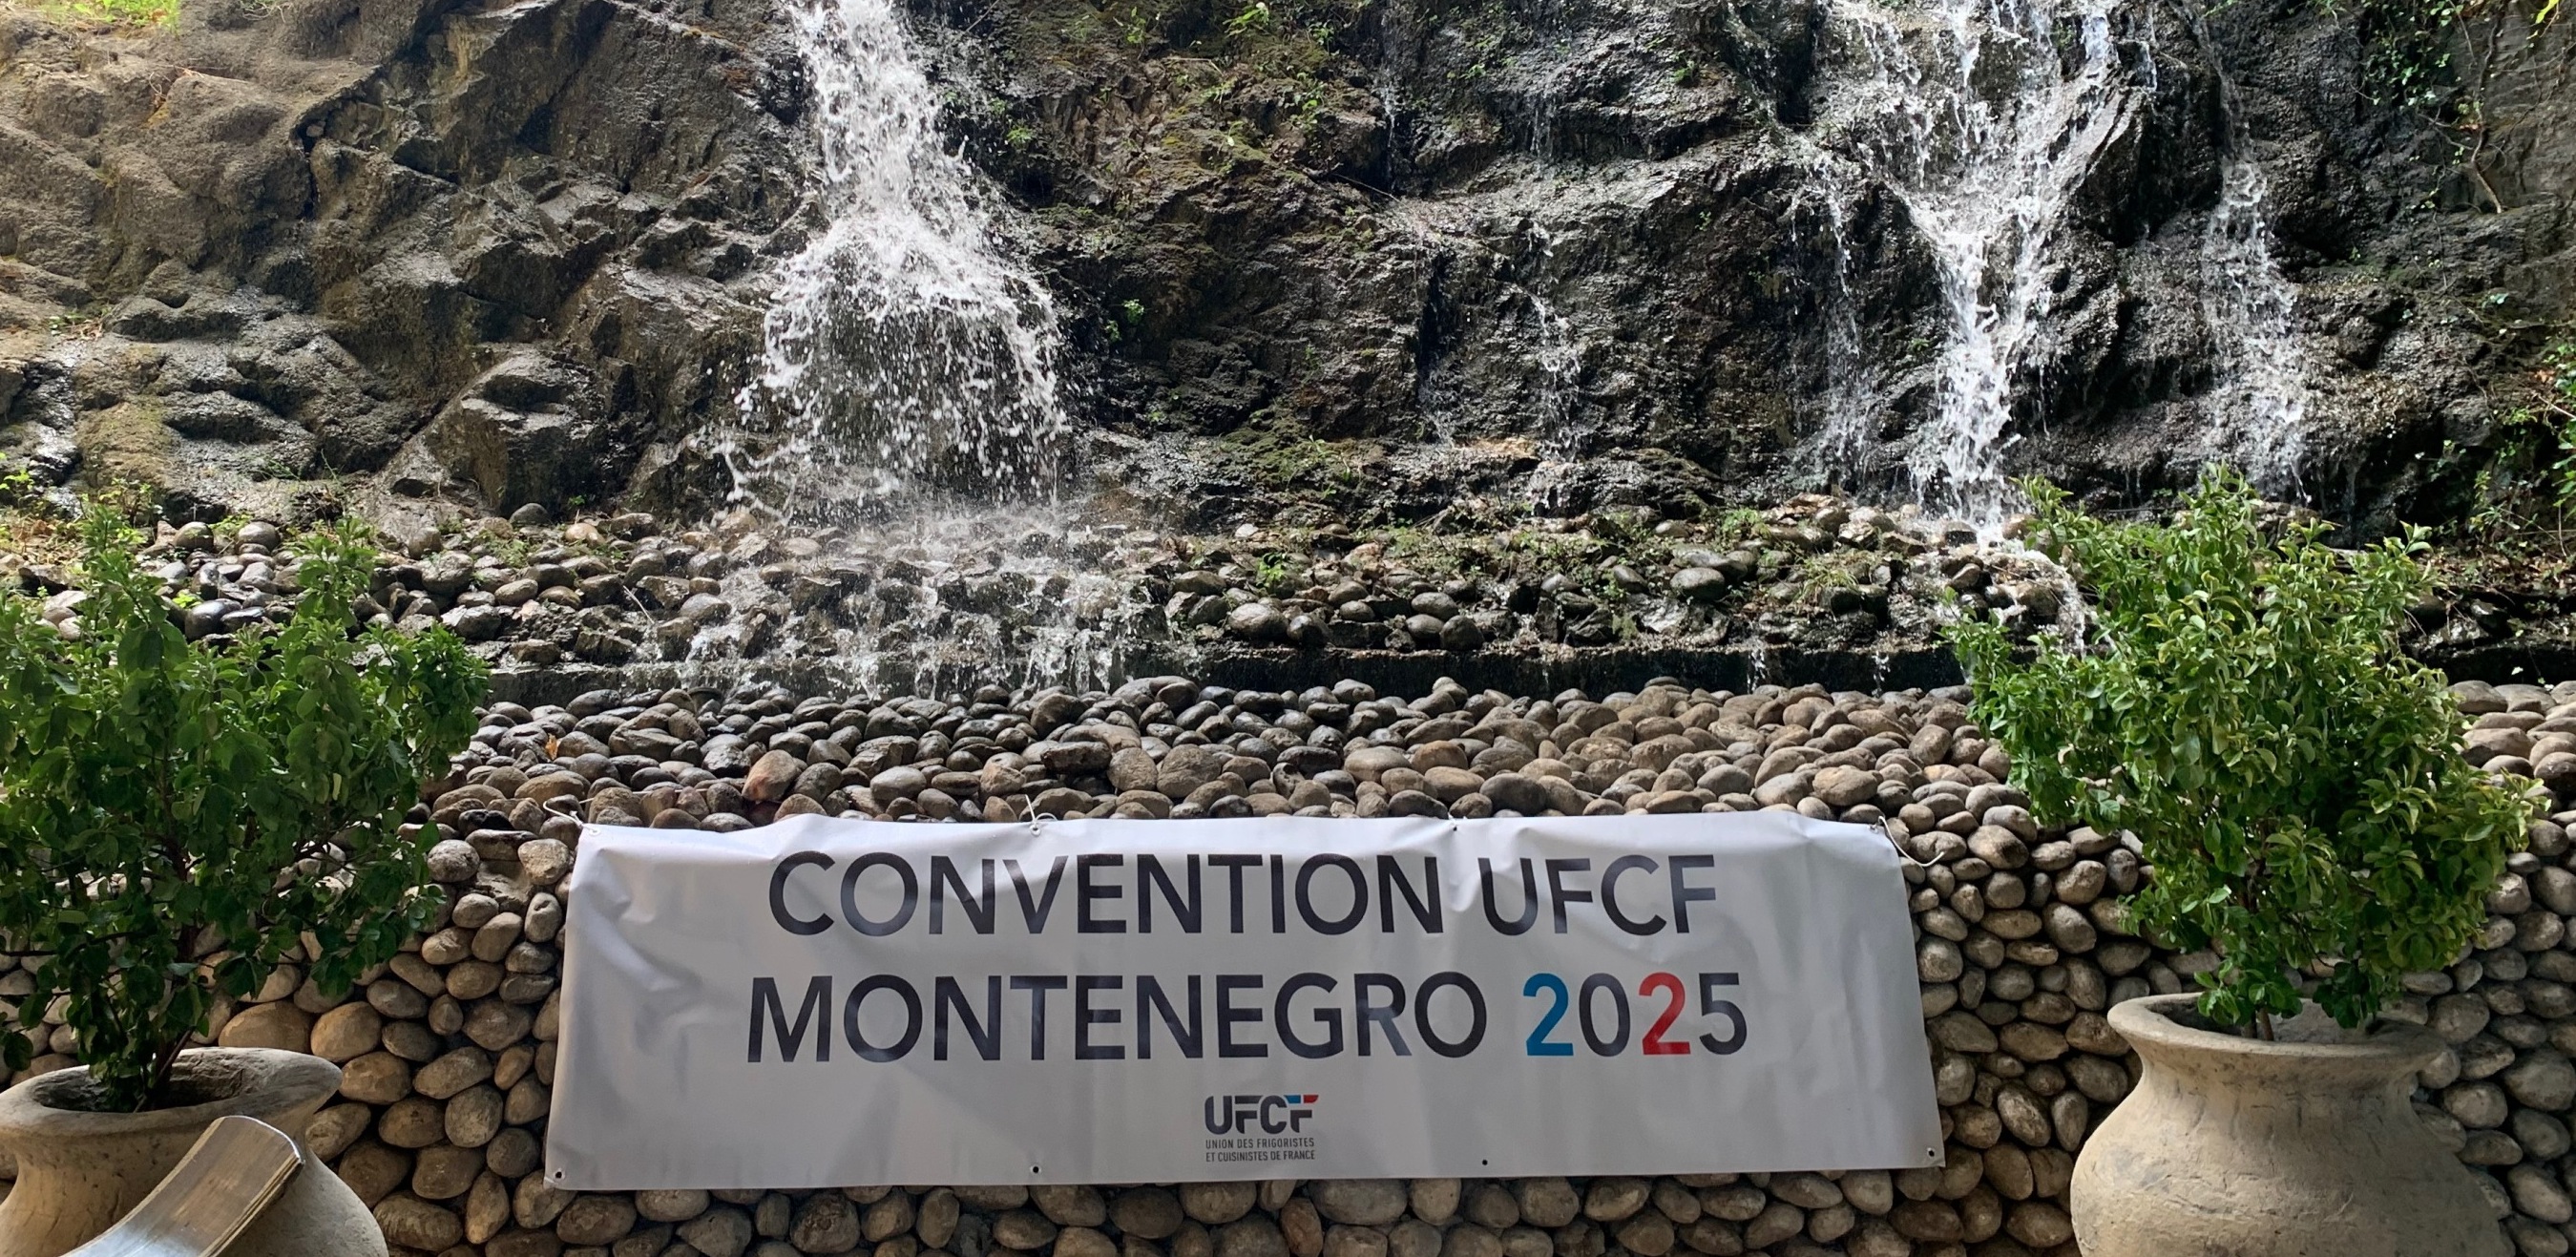 CONVENTION UFCF
MONTENEGRO 2025
UFCF
UNION DES FRIGORISTES
ET CUISINISTES DE FRANCE